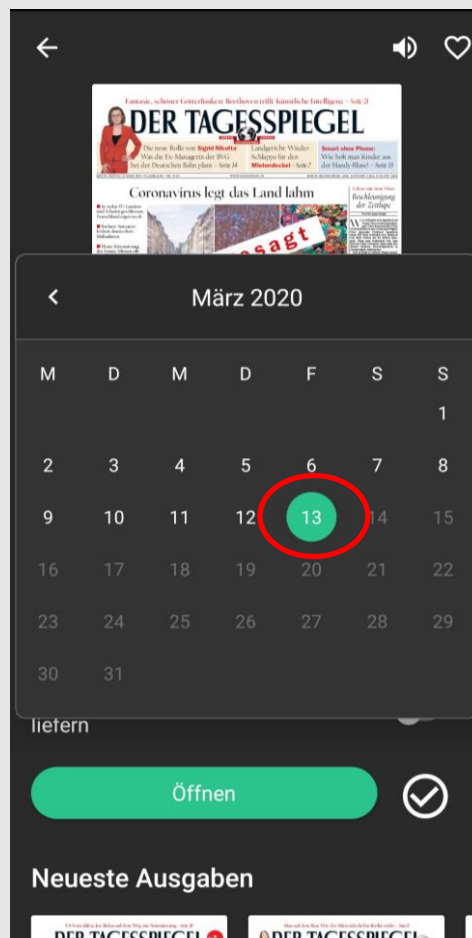 Fantasie, schöner Götterfunken: Beethoven trifft Künstliche Intelligenz – Seite 21
DER TAGESSPIEGEL
Die neue Rolle von Sigrid Nikutta
Was die Ex-Managerin der BVG
bei der Deutschen Bahn plant – Seite 14
Landgericht: Wieder
Schlappe für den
Mietendeckel – Seite 7
Smart ohne Phone:
Wie holt man Kinder aus
der Handy-Blase? – Seite 13
Coronavirus legt das Land lahm
Beschleunigung
der Zeitlupe
März 2020
M D M D F S S
1
2 3 4 5 6 7 8
9 10 11 12 13 14 15
16 17 18 19 20 21 22
23 24 25 26 27 28 29
30 31
liefern
Öffnen
Neueste Ausgaben
DER TAGESSPIEGEL
DER TAGESSPIEGEL